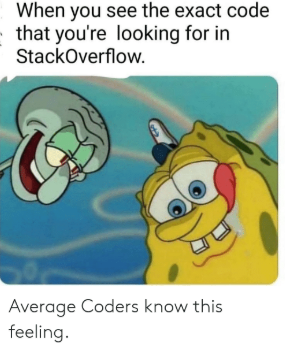 When you see the exact code
that you're looking for in
StackOverflow.
Average Coders know this
feeling.